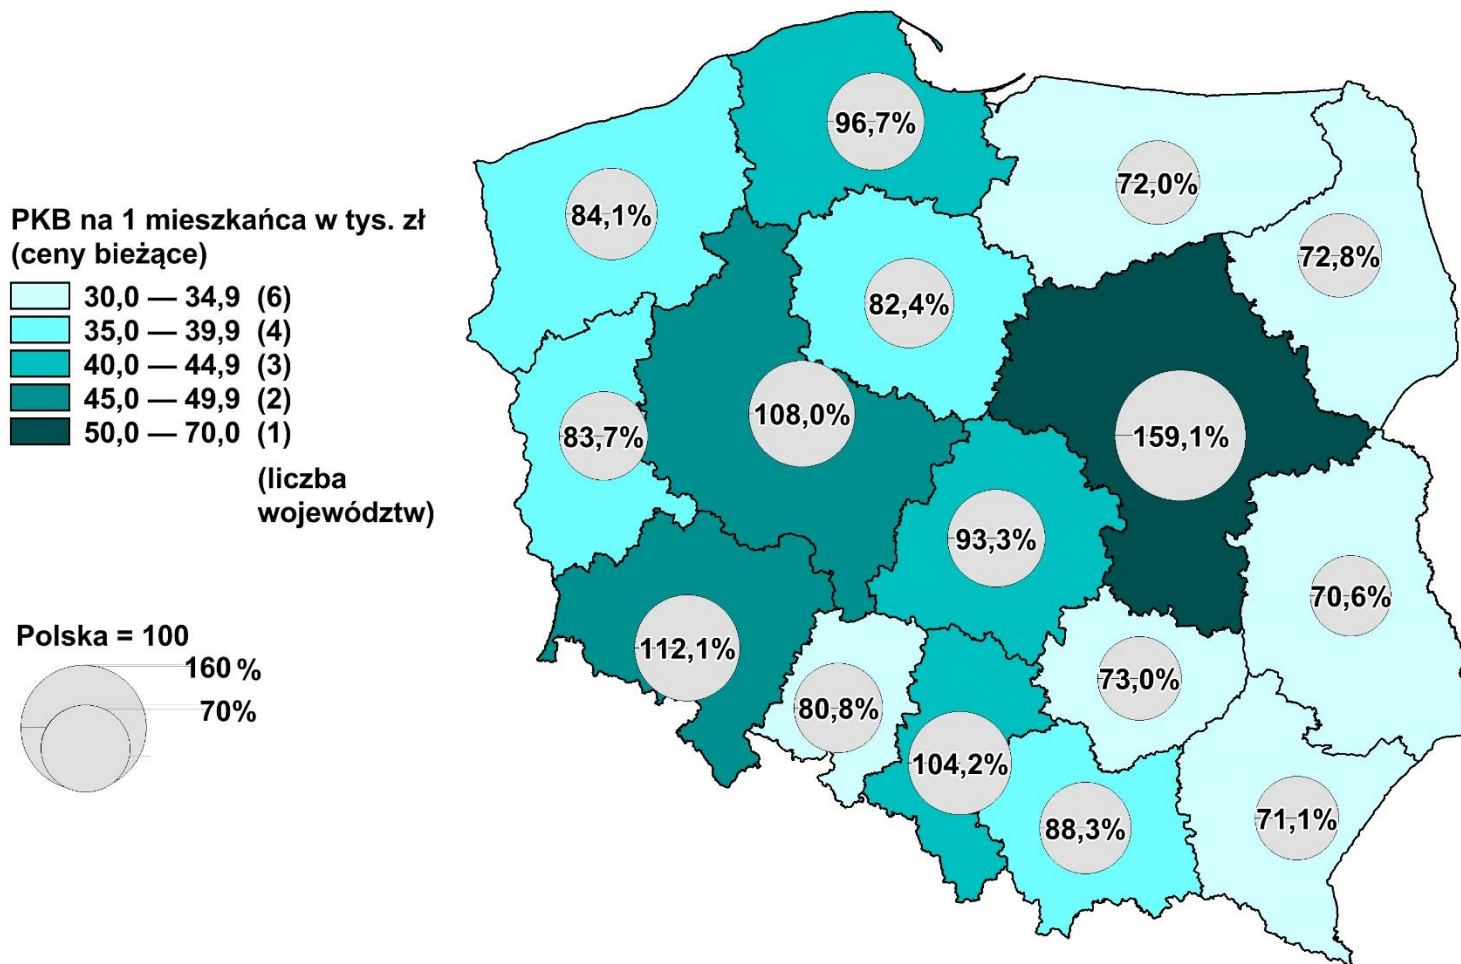 PKB na 1 mieszkańca w tys. zł
(ceny bieżące)
30,0 — 34,9 (6)
35,0 — 39,9 (4)
40,0 — 44,9 (3)
45,0 — 49,9 (2)
50,0 — 70,0 (1)
(liczba
województw)
Polska = 100
160 %
70%
96,7%
72,0%
84,1%
72,8%
82,4%
108,0%
83,7%
159,1%
93,3%
70,6%
112,1%
73,0%
80,8%
104,2%
88,3%
71,1%